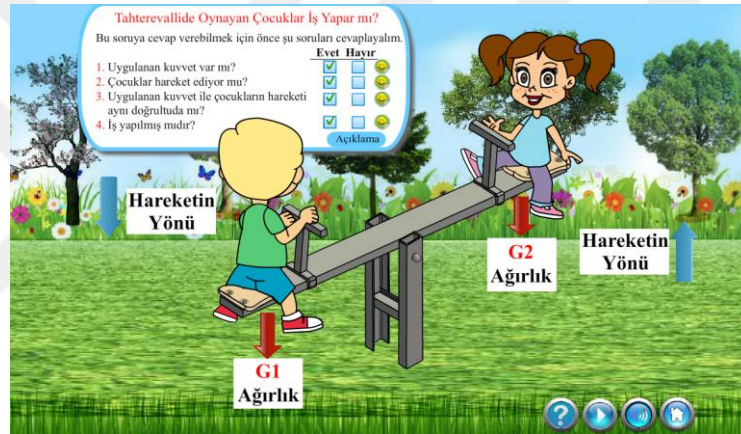 Tahterevallide Oynayan Çocuklar İş Yapar mı?
Bu soruya cevap verebilmek için önce şu soruları cevaplayalım.
Evet Hayır
1. Uygulanan kuvvet var mı?
2. Çocuklar hareket ediyor mu?
3. Uygulanan kuvvet ile çocukların hareketi
aynı doğrultuda mı?
4. İş yapılmış mıdır?
Açıklama
Hareketin
Yönü
G2
Ağırlık
Hareketin
Yönü
G1
Ağırlık
?